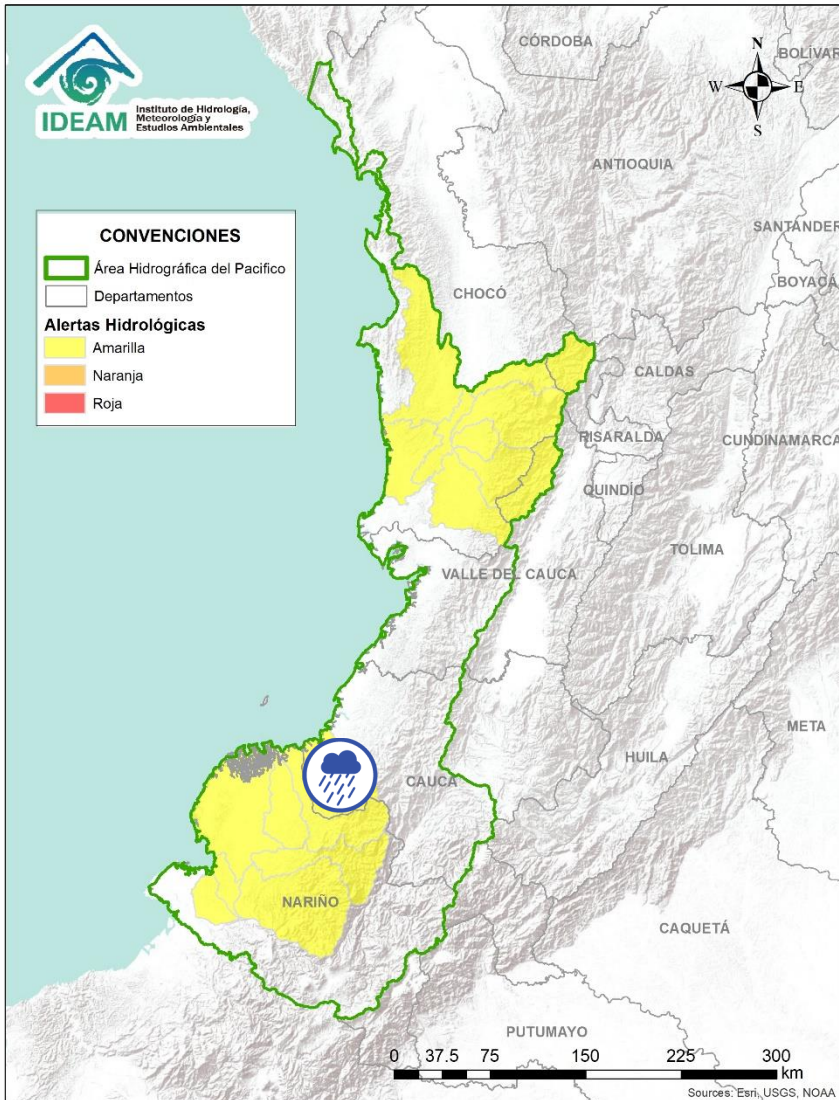 IDEAM
Instituto de Hidrología,
Meteorología y
Estudios Ambientales
CÓRDOBA
BOLÍVAR
N
W
E
S
ANTIOQUIA
SANTANDER
BOYACÁ
CONVENCIONES
Área Hidrográfica del Pacifico
Departamentos
Alertas Hidrológicas
Amarilla
Naranja
Roja
CHOCÓ
CALDAS
RISARALDA
CUNDINAMARCA
QUINDÍO
TOLIMA
VALLE DEL CAUCA
META
HUILA
CAUCA
NARIÑO
CAQUETÁ
PUTUMAYO
0 37.5 75 150 225 300
km
Sources: Esri, USGS, NOAA